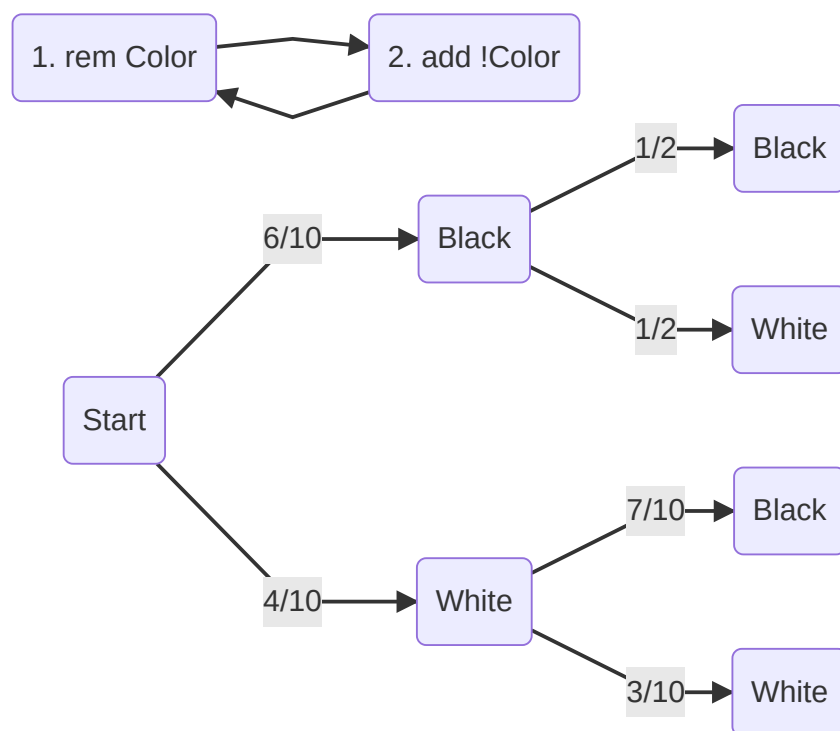 1. rem Color
2. add !Color
1/2
Black
6/10
Black
1/2
White
Start
7/10
Black
4/10
White
3/10
White